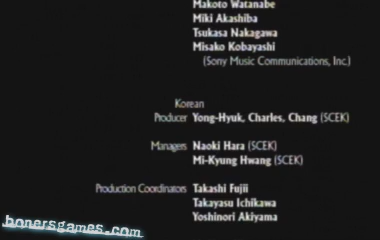 Makoto Watanabe
Miki Akashiba
Tsukasa Nakagawa
Misako Kobayashi
(Sony Music Communications, Inc.)
Korean
Producer Yong-Hyuk, Charles, Chang (SCEK)
Managers Naoki Hara (SCEK)
Mi-Kyung Hwang (SCEK)
Production Coordinators Takashi Fujii
Takayasu Ichikawa
Yoshinori Akiyama
bonersgames.com